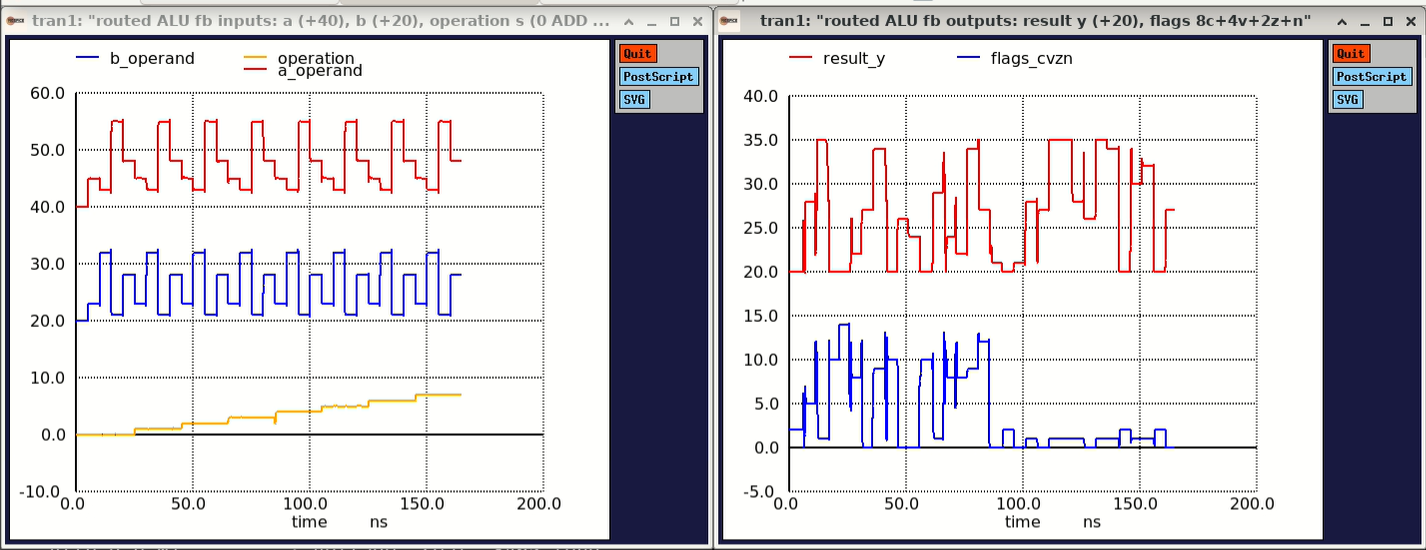 tran1: "routed ALU fb inputs: a (+40), b (+20), operation s (0 ADD ...
b_operand
operation
a_operand
Quit
PostScript
SVG
60.0
50.0
40.0
30.0
20.0
10.0
0.0
-10.0
0.0
50.0
100.0
150.0
200.0
time
ns
tran1: "routed ALU fb outputs: result y (+20), flags 8c+4v+2z+n"
result_y
flags_cvzn
Quit
PostScript
SVG
40.0
35.0
30.0
25.0
20.0
15.0
10.0
5.0
0.0
-5.0
0.0
50.0
100.0
150.0
200.0
time
ns